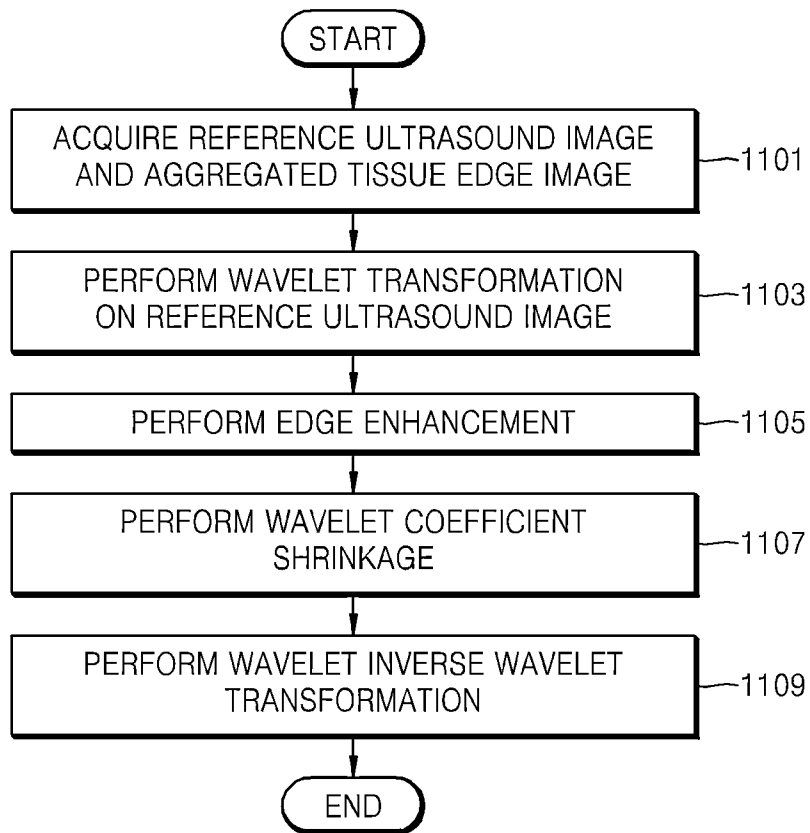 START
ACQUIRE REFERENCE ULTRASOUND IMAGE
AND AGGREGATED TISSUE EDGE IMAGE
1101
PERFORM WAVELET TRANSFORMATION
ON REFERENCE ULTRASOUND IMAGE
1103
PERFORM EDGE ENHANCEMENT
1105
PERFORM WAVELET COEFFICIENT
SHRINKAGE
1107
PERFORM WAVELET INVERSE WAVELET
TRANSFORMATION
1109
END